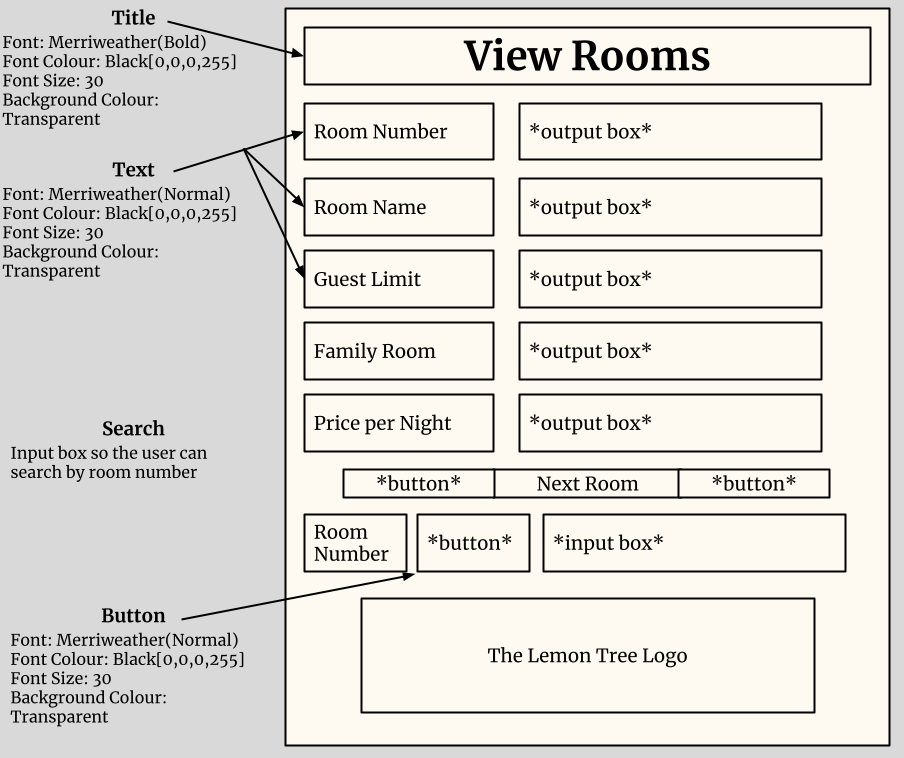 Title
Font: Merriweather(Bold)
Font Colour: Black[0,0,0,255]
Font Size: 30
Background Colour:
Transparent
Text
Font: Merriweather(Normal)
Font Colour: Black[0,0,0,255]
Font Size: 30
Background Colour:
Transparent
Search
Input box so the user can
search by room number
Button
Font: Merriweather(Normal)
Font Colour: Black[0,0,0,255]
Font Size: 30
Background Colour:
Transparent
View Rooms
Room Number
*output box*
Room Name
*output box*
Guest Limit
*output box*
Family Room
*output box*
Price per Night
*output box*
*button*
Next Room
*button*
Room
Number
*button*
*input box*
The Lemon Tree Logo